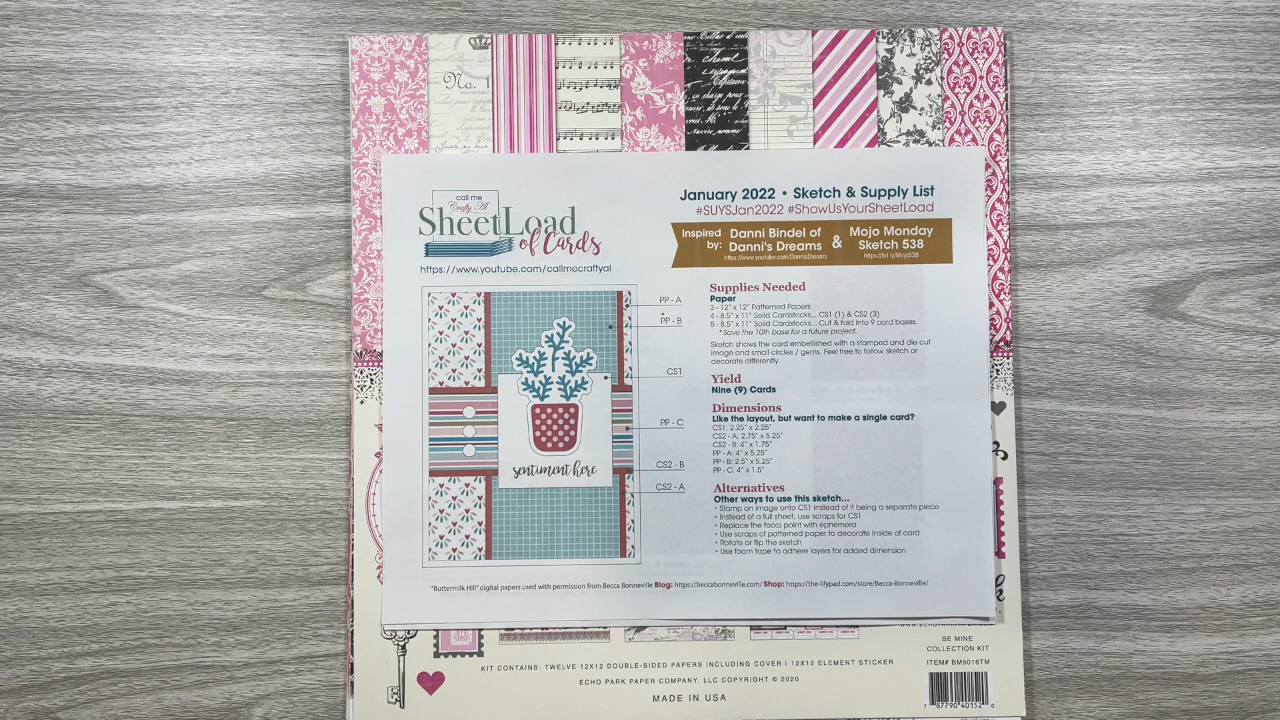 No. 1
call me
Crafty Al
SheetLoad
of Cards
https://www.youtube.com/callmecraftyal
January 2022 • Sketch & Supply List
#SUYSJan2022 #ShowUsYourSheetLoad
Inspired by:
Danni Bindel of
Danni's Dreams
https://www.youtube.com/DannisDreams
&
Mojo Monday
Sketch 538
https://bit.ly/Mojo538
PP - A
PP - B
CS1
PP - C
CS2 - B
CS2 - A
sentiment here
Supplies Needed
Paper
3 - 12" x 12" Patterned Papers
4 - 8.5" x 11" Solid Cardstocks... CS1 (1) & CS2 (3)
5 - 8.5" x 11" Solid Cardstocks... Cut & fold into 9 card bases.
*Save the 10th base for a future project.
Sketch shows the card embellished with a stamped and die cut
image and small circles / gems. Feel free to follow sketch or
decorate differently.
Yield
Nine (9) Cards
Dimensions
Like the layout, but want to make a single card?
CS1: 2.25" x 2.25"
CS2 - A: 2.75" x 5.25"
CS2 - B: 4" x 1.75"
PP - A: 4" x 5.25"
PP - B: 2.5" x 5.25"
PP - C: 4" x 1.5"
Alternatives
Other ways to use this sketch...
• Stamp an image onto CS1 instead of it being a separate piece
• Instead of a full sheet, use scraps for CS1
• Replace the focal point with ephemera
• Use scraps of patterned paper to decorate inside of card
• Rotate or flip the sketch
• Use foam tape to adhere layers for added dimension
"Buttermilk Hill" digital papers used with permission from Becca Bonneville Blog: https://beccabonneville.com/ Shop: https://the-lilypad.com/store/Becca-Bonneville/
BE MINE
COLLECTION KIT
ITEM# BM9016TM
KIT CONTAINS: TWELVE 12X12 DOUBLE-SIDED PAPERS INCLUDING COVER | 12X12 ELEMENT STICKER
ECHO PARK PAPER COMPANY, LLC COPYRIGHT © 2020
MADE IN USA
7 87790 40152 0